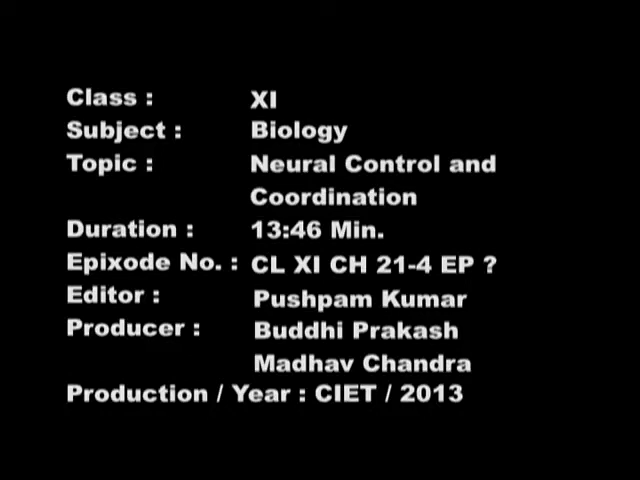 Class : XI
Subject : Biology
Topic : Neural Control and
Coordination
Duration : 13:46 Min.
Epixode No. : CL XI CH 21-4 EP ?
Editor : Pushpam Kumar
Producer : Buddhi Prakash
Madhav Chandra
Production / Year : CIET / 2013